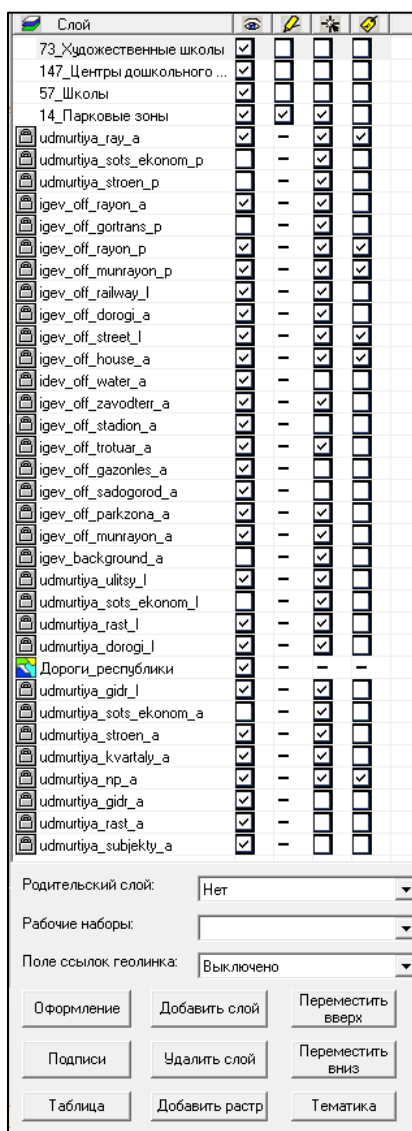 Слой
73_Художественные школы
147_Центры дошкольного ...
57_Школы
14_Парковые зоны
udmurtiya_ray_a
udmurtiya_sots_ekonom_p
udmurtiya_stroen_p
igev_off_rayon_a
igev_off_gortrans_p
igev_off_rayon_p
igev_off_munrayon_p
igev_off_railway_l
igev_off_dorogi_a
igev_off_street_l
igev_off_house_a
idev_off_water_a
igev_off_zavodterr_a
igev_off_stadion_a
igev_off_trotuar_a
igev_off_gazonles_a
igev_off_sadogorod_a
igev_off_parkzona_a
igev_off_munrayon_a
igev_background_a
udmurtiya_ulitsy_l
udmurtiya_sots_ekonom_l
udmurtiya_rast_l
udmurtiya_dorogi_l
Дороги_республики
udmurtiya_gidr_l
udmurtiya_sots_ekonom_a
udmurtiya_stroen_a
udmurtiya_kvartaly_a
udmurtiya_np_a
udmurtiya_gidr_a
udmurtiya_rast_a
udmurtiya_subjekty_a
Родительский слой: Нет
Рабочие наборы:
Поле ссылок геолинка: Выключено
Оформление Добавить слой Переместить вверх
Подписи Удалить слой Переместить вниз
Таблица Добавить растр Тематика